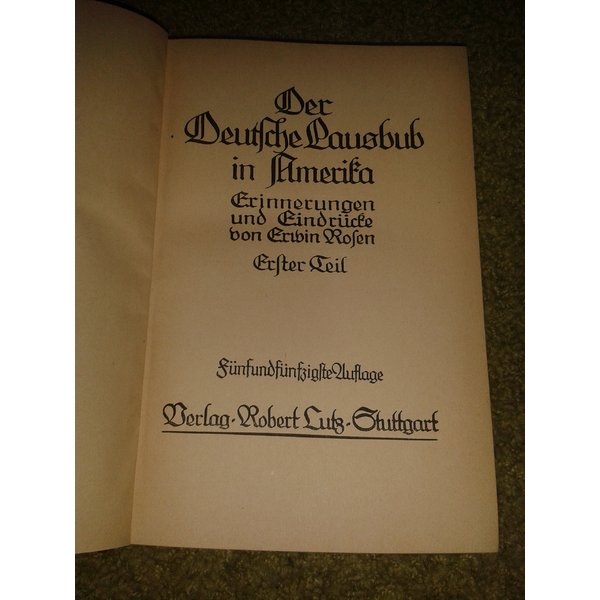 Der
Deutsche Lausbub
in Amerika
Erinnerungen
und Eindrücke
von Erwin Rosen
Erster Teil
Fünfundfünfzigste Auflage
Verlag · Robert Lutz · Stuttgart